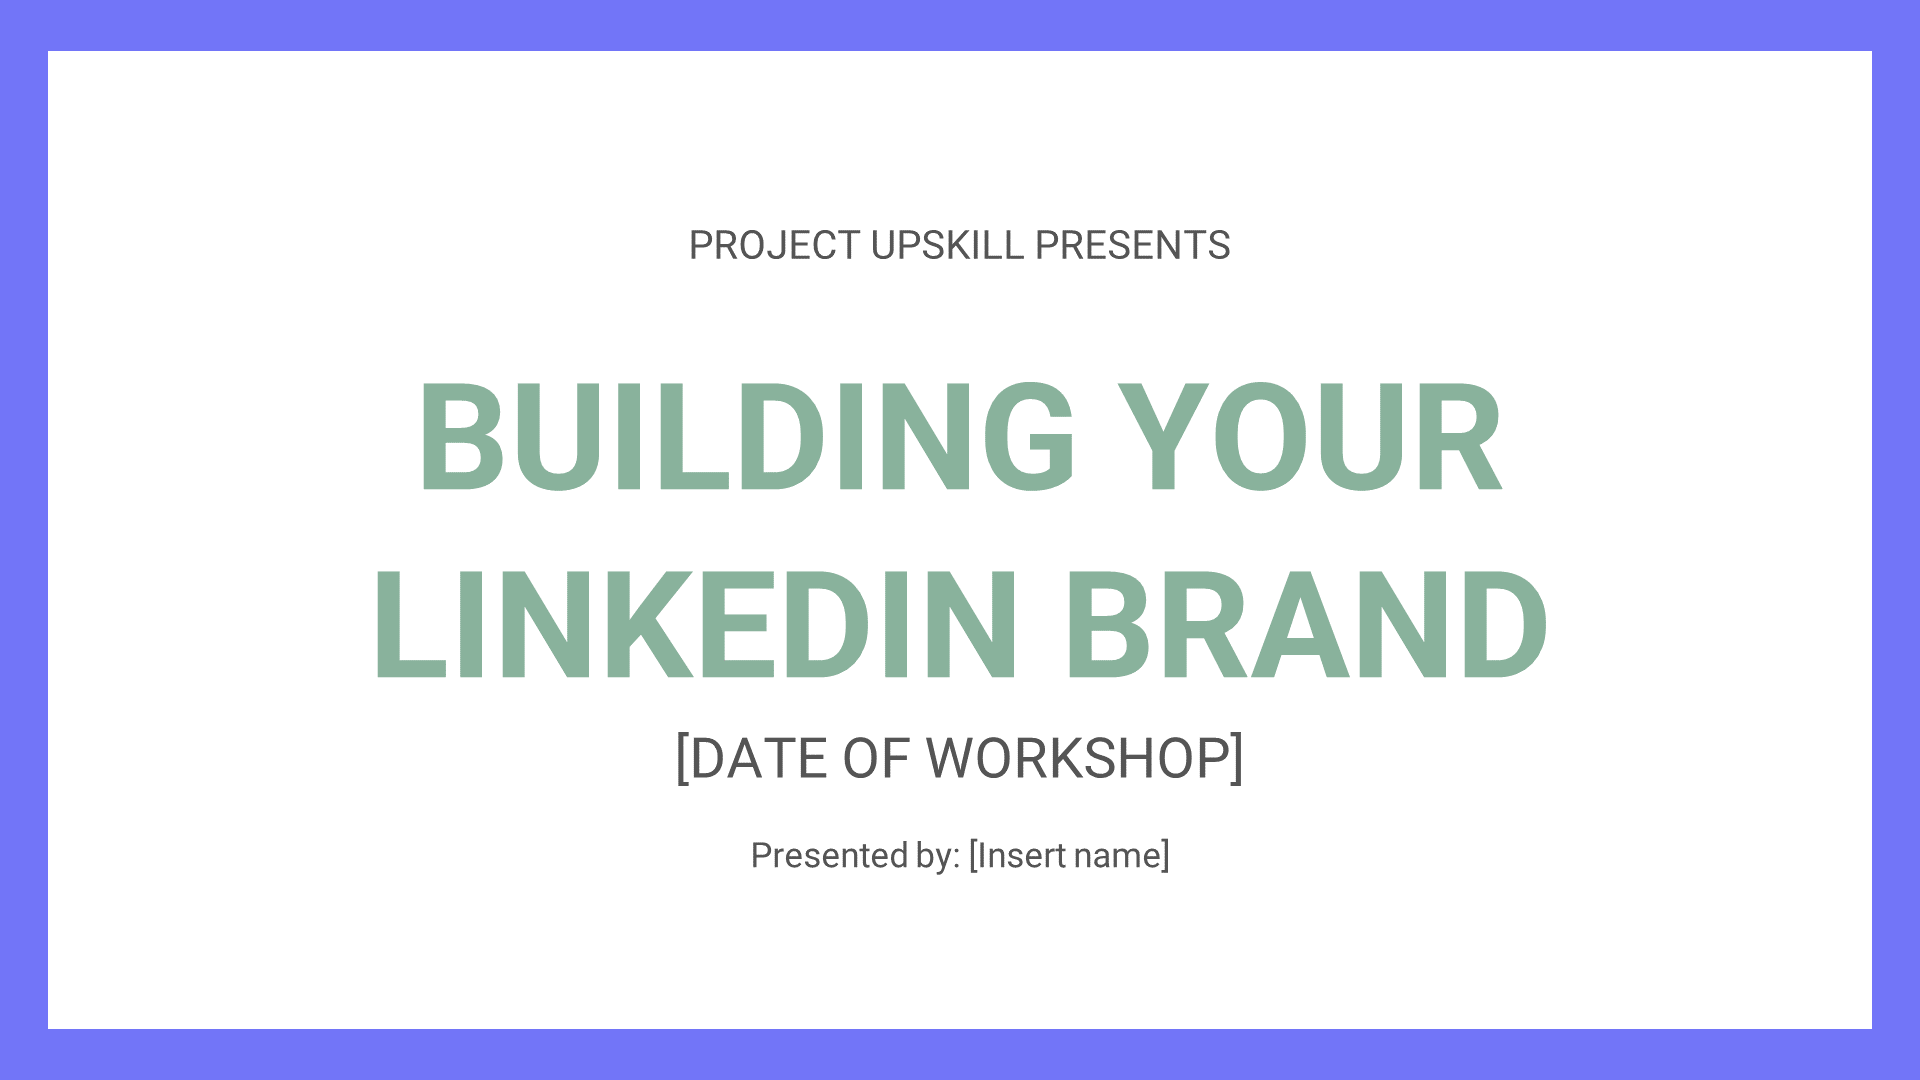 PROJECT UPSKILL PRESENTS
BUILDING YOUR
LINKEDIN BRAND
[DATE OF WORKSHOP]
Presented by: [Insert name]